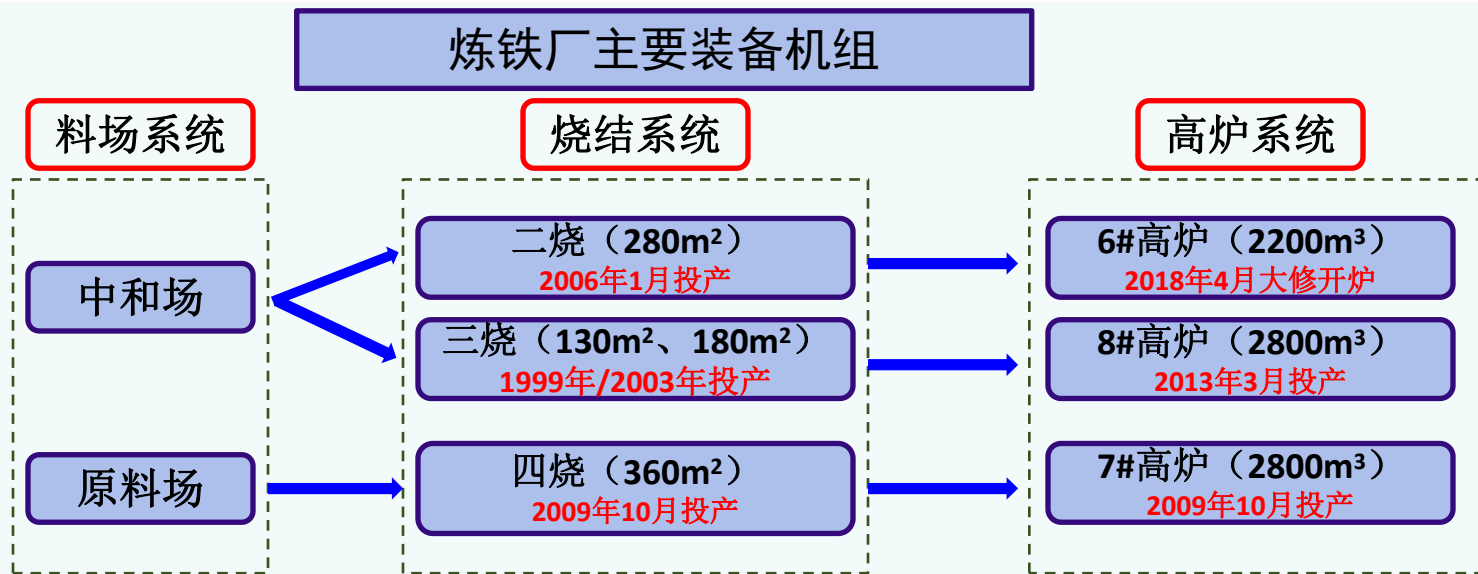 炼铁厂主要装备机组
料场系统
烧结系统
高炉系统
中和场
二烧（280m²）
2006年1月投产
6#高炉（2200m³）
2018年4月大修开炉
三烧（130m²、180m²）
1999年/2003年投产
8#高炉（2800m³）
2013年3月投产
原料场
四烧（360m²）
2009年10月投产
7#高炉（2800m³）
2009年10月投产